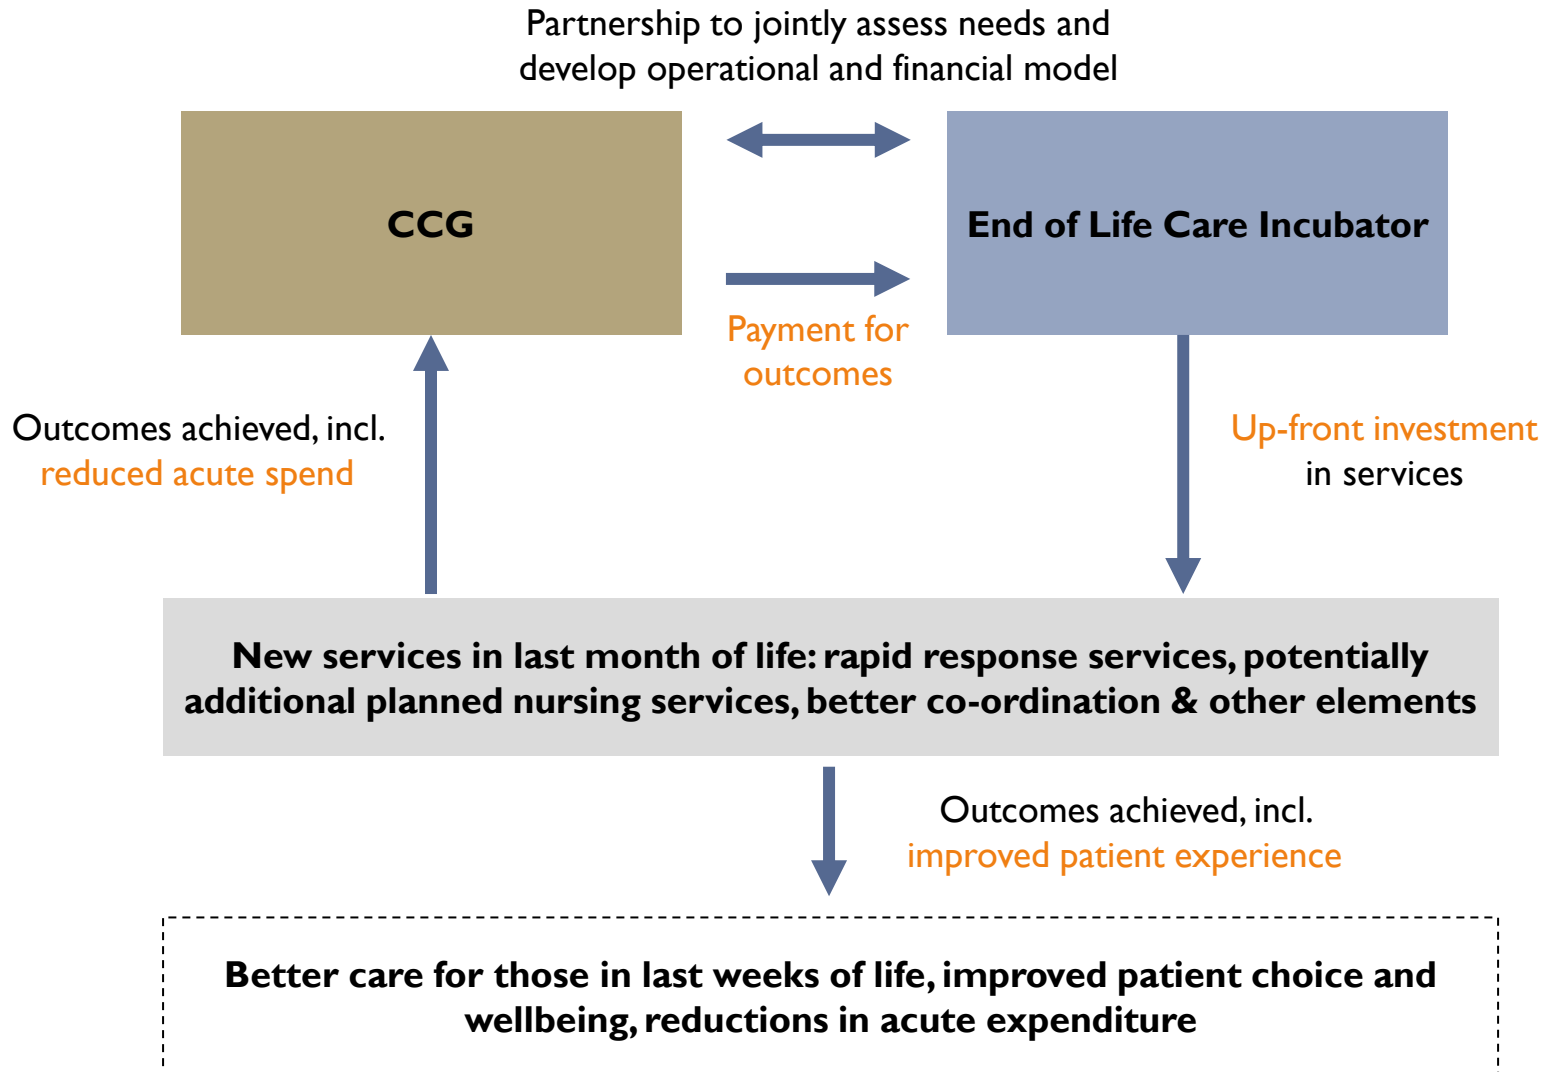 Partnership to jointly assess needs and
develop operational and financial model
CCG
End of Life Care Incubator
Payment for
outcomes
Outcomes achieved, incl.
reduced acute spend
Up-front investment
in services
New services in last month of life: rapid response services, potentially
additional planned nursing services, better co-ordination & other elements
Outcomes achieved, incl.
improved patient experience
Better care for those in last weeks of life, improved patient choice and
wellbeing, reductions in acute expenditure